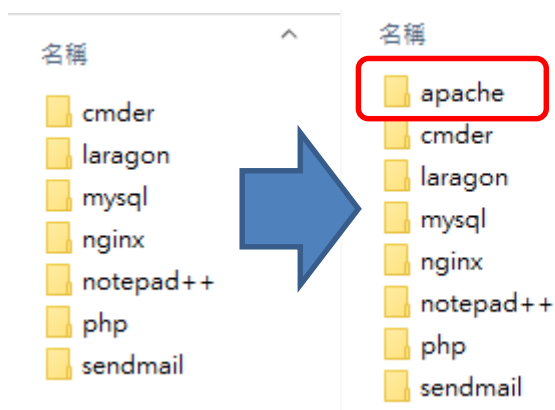 名稱
cmder
laragon
mysql
nginx
notepad++
php
sendmail
名稱
apache
cmder
laragon
mysql
nginx
notepad++
php
sendmail